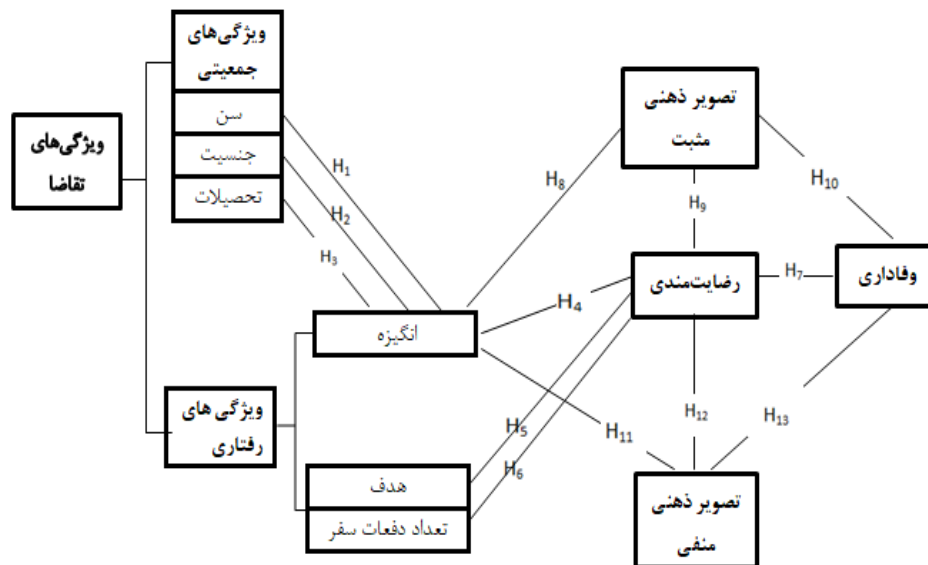 ویژگی‌های
جمعیتی
سن
جنسیت
تحصیلات
ویژگی‌های
تقاضا
انگیزه
ویژگی های
رفتاری
هدف
تعداد دفعات سفر
تصویر ذهنی
مثبت
رضایت‌مندی
وفاداری
تصویر ذهنی
منفی
H₁
H₂
H₃
H₈
H₉
H₁₀
H₄
H₇
H₅
H₆
H₁₁
H₁₂
H₁₃